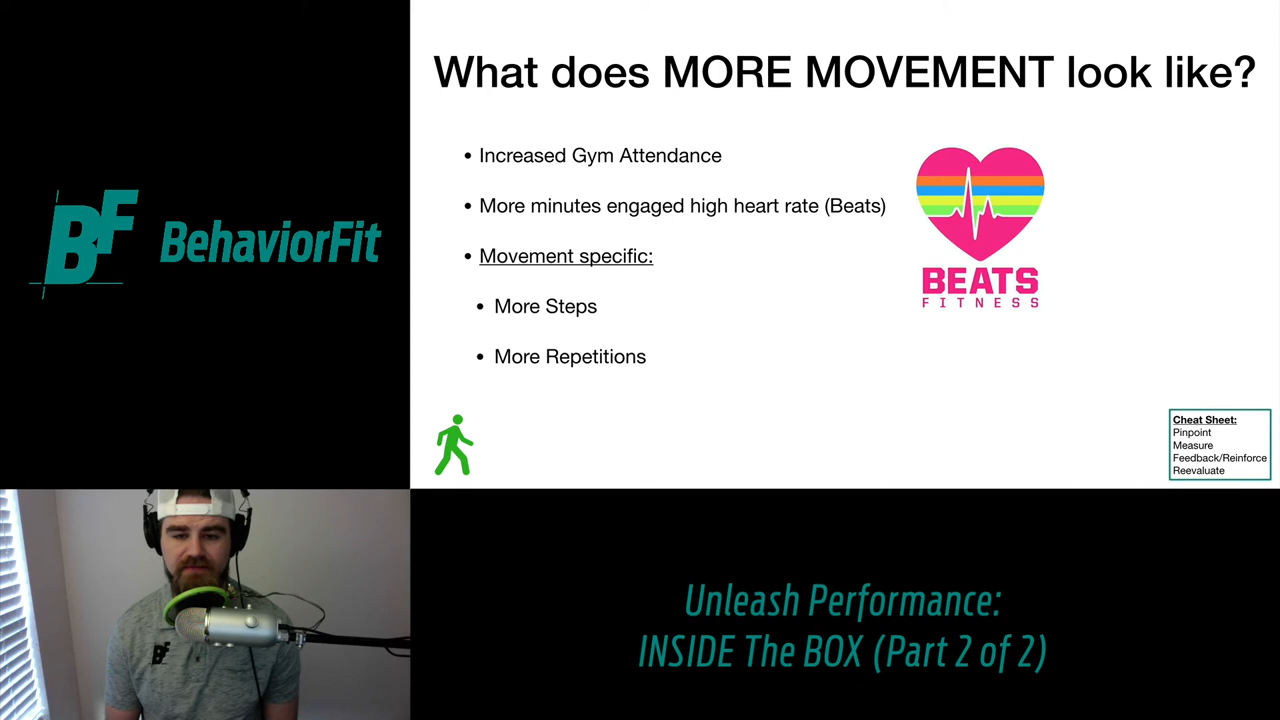 What does MORE MOVEMENT look like?
• Increased Gym Attendance
• More minutes engaged high heart rate (Beats)
• Movement specific:
• More Steps
• More Repetitions
BEATS
FITNESS
Cheat Sheet:
Pinpoint
Measure
Feedback/Reinforce
Reevaluate
BF BehaviorFit
BF
Unleash Performance:
INSIDE The BOX (Part 2 of 2)